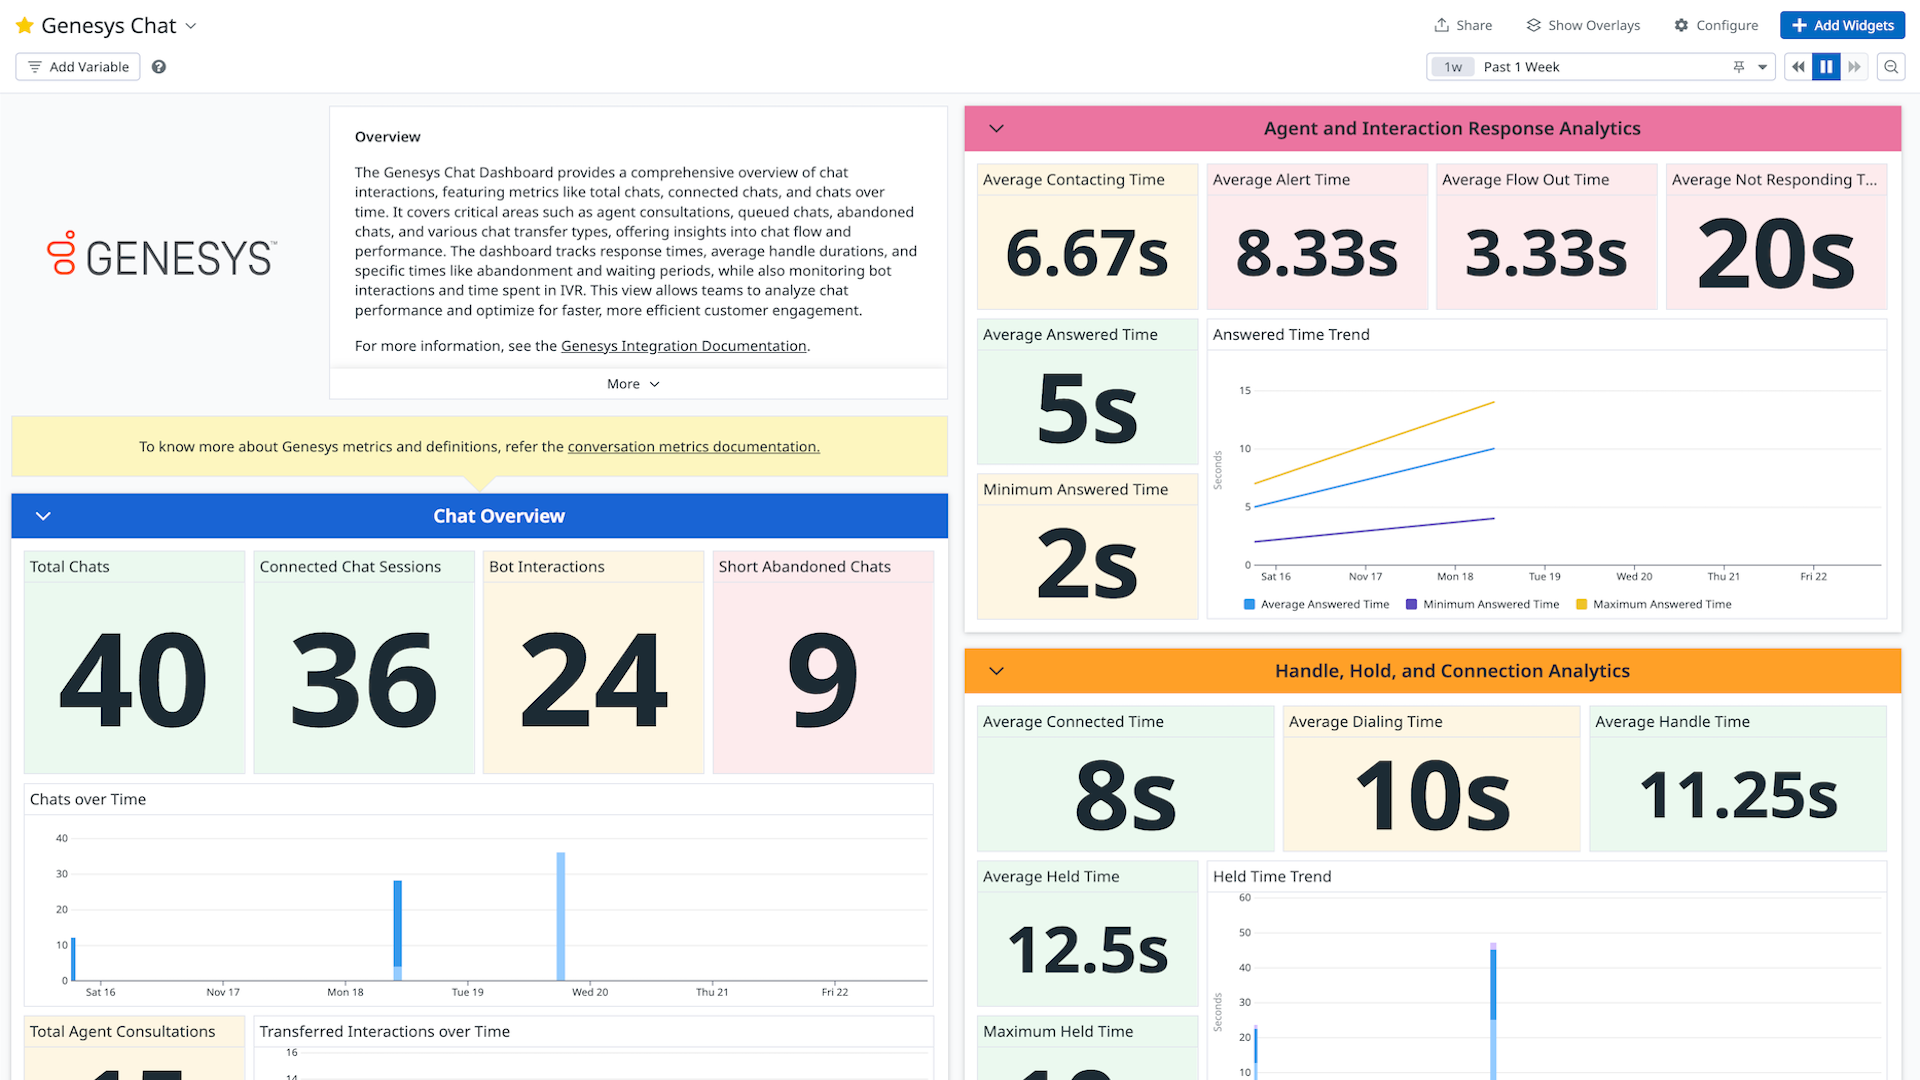 Genesys Chat
Share
Show Overlays
Configure
Add Widgets
Add Variable
1w
Past 1 Week
GENESYS™
Overview
The Genesys Chat Dashboard provides a comprehensive overview of chat
interactions, featuring metrics like total chats, connected chats, and chats over
time. It covers critical areas such as agent consultations, queued chats, abandoned
chats, and various chat transfer types, offering insights into chat flow and
performance. The dashboard tracks response times, average handle durations, and
specific times like abandonment and waiting periods, while also monitoring bot
interactions and time spent in IVR. This view allows teams to analyze chat
performance and optimize for faster, more efficient customer engagement.
For more information, see the Genesys Integration Documentation.
More
To know more about Genesys metrics and definitions, refer the conversation metrics documentation.
Chat Overview
Total Chats
40
Connected Chat Sessions
36
Bot Interactions
24
Short Abandoned Chats
9
Chats over Time
40
30
20
10
0
Sat 16 Nov 17 Mon 18 Tue 19 Wed 20 Thu 21 Fri 22
Total Agent Consultations
Transferred Interactions over Time
16
14
Agent and Interaction Response Analytics
Average Contacting Time
6.67s
Average Alert Time
8.33s
Average Flow Out Time
3.33s
Average Not Responding T...
20s
Average Answered Time
5s
Minimum Answered Time
2s
Answered Time Trend
Seconds
15
10
5
0
Sat 16 Nov 17 Mon 18 Tue 19 Wed 20 Thu 21 Fri 22
Average Answered Time Minimum Answered Time Maximum Answered Time
Handle, Hold, and Connection Analytics
Average Connected Time
8s
Average Dialing Time
10s
Average Handle Time
11.25s
Average Held Time
12.5s
Maximum Held Time
Held Time Trend
Seconds
60
50
40
30
20
10